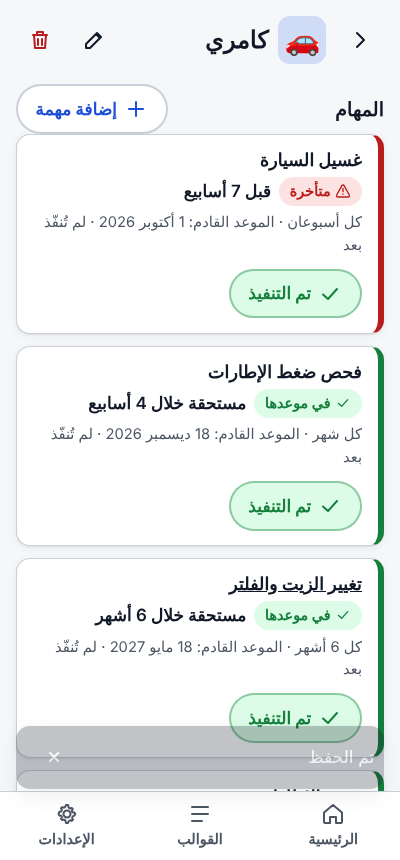 كامري
المهام
إضافة مهمة
غسيل السيارة
متأخرة قبل 7 أسابيع
كل أسبوعان · الموعد القادم: 1 أكتوبر 2026 · لم تُنفّذ
بعد
تم التنفيذ
فحص ضغط الإطارات
في موعدها مستحقة خلال 4 أسابيع
كل شهر · الموعد القادم: 18 ديسمبر 2026 · لم تُنفّذ
بعد
تم التنفيذ
تغيير الزيت والفلتر
في موعدها مستحقة خلال 6 أشهر
كل 6 أشهر · الموعد القادم: 18 مايو 2027 · لم تُنفّذ
بعد
تم التنفيذ
تم الحفظ
الرئيسية
القوالب
الإعدادات